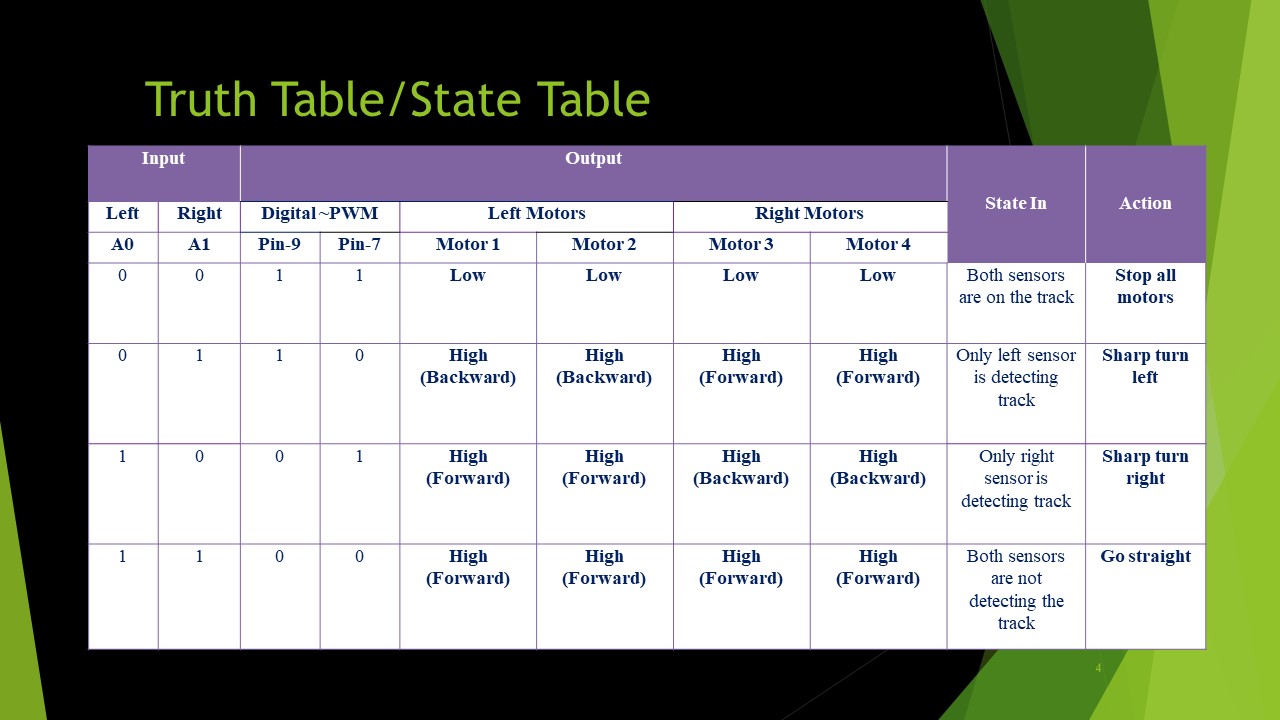 Truth Table/State Table
Input Output State In Action
Left Right Digital ~PWM Left Motors Right Motors
A0 A1 Pin-9 Pin-7 Motor 1 Motor 2 Motor 3 Motor 4
0 0 1 1 Low Low Low Low Both sensors Stop all
are on the track motors
0 1 1 0 High High High High Only left sensor Sharp turn
(Backward) (Backward) (Forward) (Forward) is detecting left
track
1 0 0 1 High High High High Only right Sharp turn
(Forward) (Forward) (Backward) (Backward) sensor is right
detecting track
1 1 0 0 High High High High Both sensors Go straight
(Forward) (Forward) (Forward) (Forward) are not
detecting the
track
4